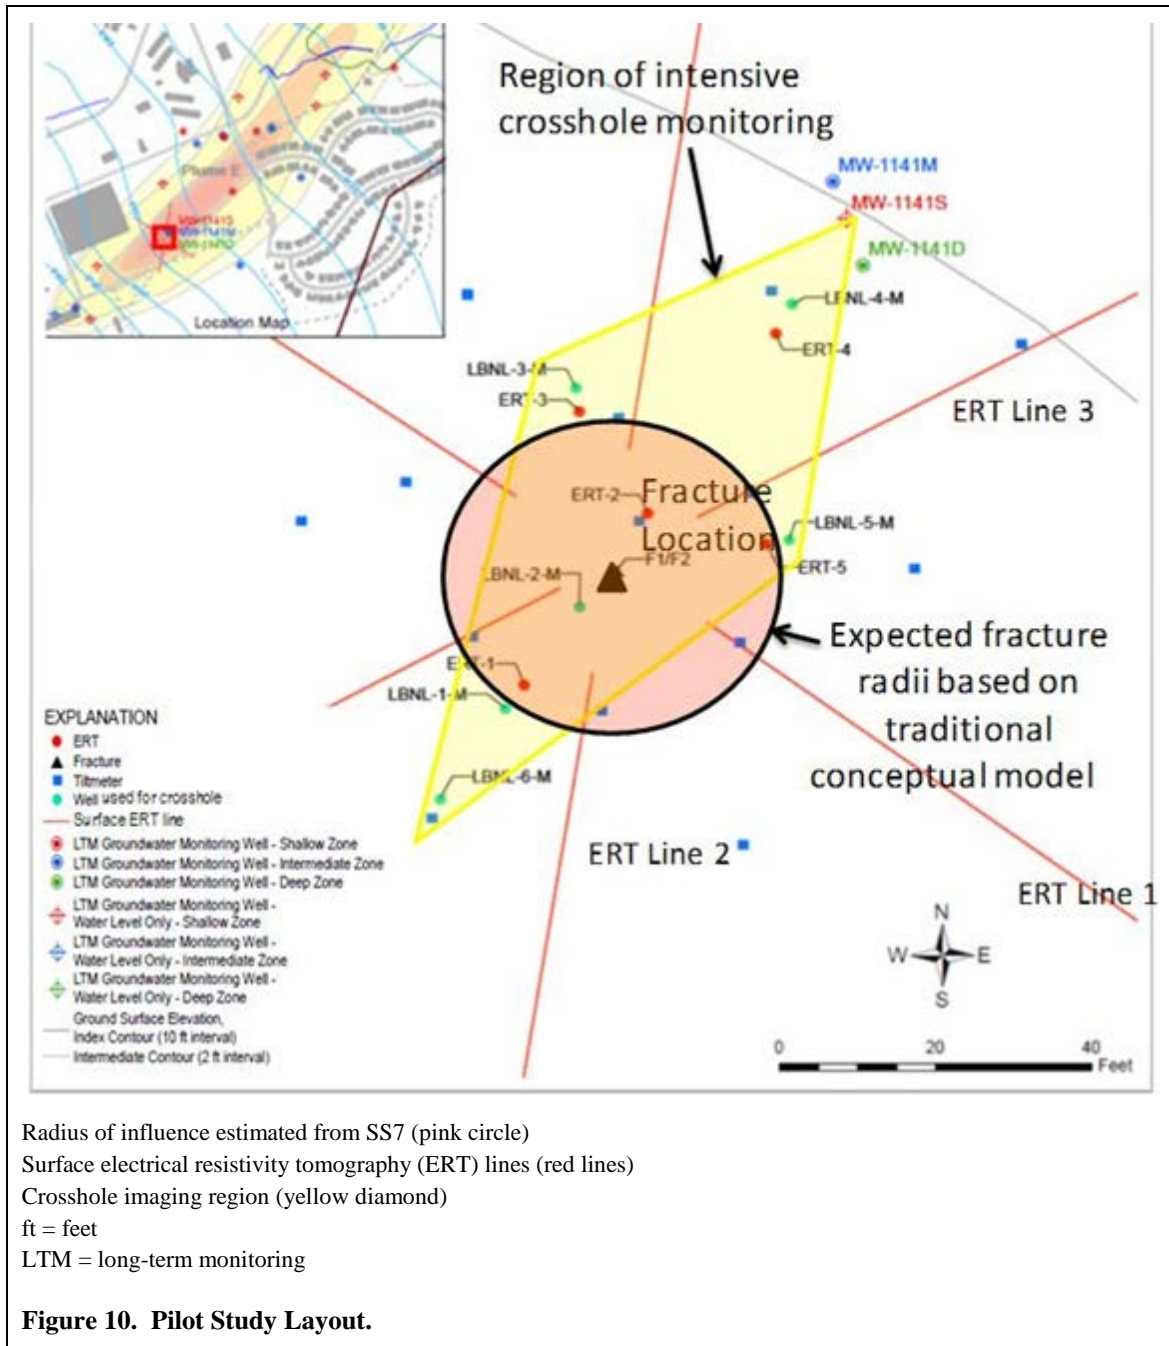 Region of intensive
crosshole monitoring
MW-1141M
MW-1141S
MW-1141D
Plume E
MW-1141S
MW-1141M
MW-1141D
Location Map
LBNL-4-M
ERT-4
LBNL-3-M
ERT-3
ERT Line 3
ERT-2
Fracture
Location
LBNL-5-M
F1/F2
LBNL-2-M
ERT-5
Expected fracture
radii based on
traditional
conceptual model
ERT-1
LBNL-1-M
LBNL-6-M
ERT Line 2
ERT Line 1
EXPLANATION
ERT
Fracture
Tiltmeter
Well used for crosshole
Surface ERT line
LTM Groundwater Monitoring Well - Shallow Zone
LTM Groundwater Monitoring Well - Intermediate Zone
LTM Groundwater Monitoring Well - Deep Zone
LTM Groundwater Monitoring Well -
Water Level Only - Shallow Zone
LTM Groundwater Monitoring Well -
Water Level Only - Intermediate Zone
LTM Groundwater Monitoring Well -
Water Level Only - Deep Zone
Ground Surface Elevation,
Index Contour (10 ft interval)
Intermediate Contour (2 ft interval)
N
W E
S
0 20 40
Feet
Radius of influence estimated from SS7 (pink circle)
Surface electrical resistivity tomography (ERT) lines (red lines)
Crosshole imaging region (yellow diamond)
ft = feet
LTM = long-term monitoring
Figure 10. Pilot Study Layout.